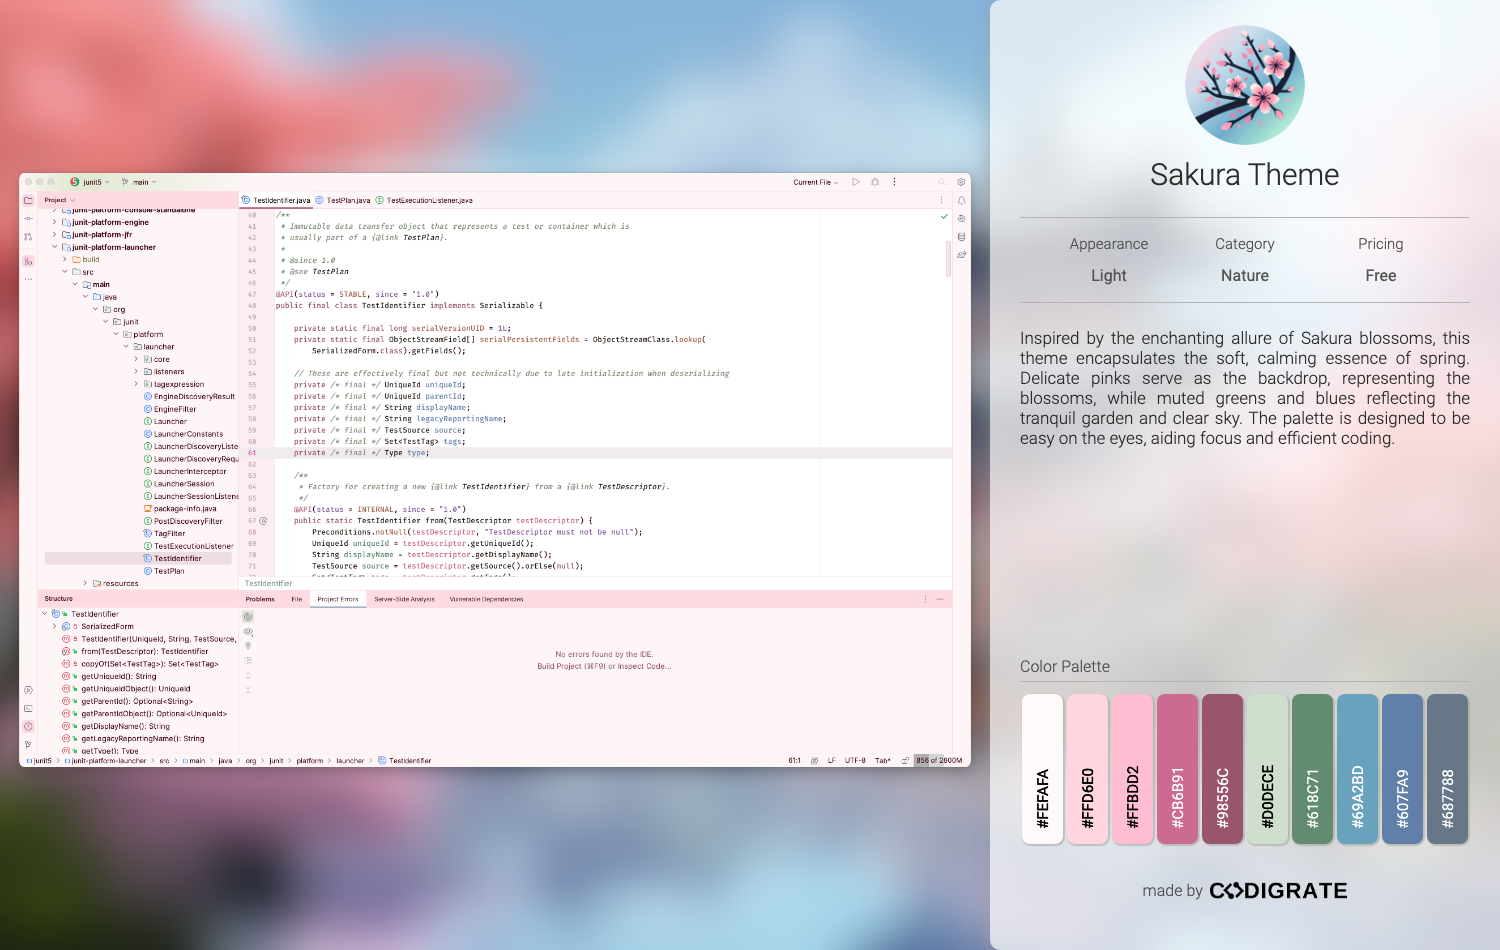 junit5
main
Current File
Project
junit-platform-console-standalone
junit-platform-engine
junit-platform-jfr
junit-platform-launcher
build
src
main
java
org
junit
platform
launcher
core
listeners
tagexpression
EngineDiscoveryResult
EngineFilter
Launcher
LauncherConstants
LauncherDiscoveryListe
LauncherDiscoveryRequ
LauncherInterceptor
LauncherSession
LauncherSessionListene
package-info.java
PostDiscoveryFilter
TagFilter
TestExecutionListener
TestIdentifier
TestPlan
resources
TestIdentifier.java
TestPlan.java
TestExecutionListener.java
40 /**
41 * Immutable data transfer object that represents a test or container which is
42 * usually part of a {@link TestPlan}.
43 *
44 * @since 1.0
45 * @see TestPlan
46 */
47 @API(status = STABLE, since = "1.0")
48 public final class TestIdentifier implements Serializable {
49
50 private static final long serialVersionUID = 1L;
51 private static final ObjectStreamField[] serialPersistentFields = ObjectStreamClass.lookup(
52 SerializedForm.class).getFields();
53
54 // These are effectively final but not technically due to late initialization when deserializing
55 private /* final */ UniqueId uniqueId;
56 private /* final */ UniqueId parentId;
57 private /* final */ String displayName;
58 private /* final */ String legacyReportingName;
59 private /* final */ TestSource source;
60 private /* final */ Set<TestTag> tags;
61 private /* final */ Type type;
62
63 /**
64 * Factory for creating a new {@link TestIdentifier} from a {@link TestDescriptor}.
65 */
66 @API(status = INTERNAL, since = "1.0")
67 public static TestIdentifier from(TestDescriptor testDescriptor) {
68 Preconditions.notNull(testDescriptor, "TestDescriptor must not be null");
69 UniqueId uniqueId = testDescriptor.getUniqueId();
70 String displayName = testDescriptor.getDisplayName();
71 TestSource source = testDescriptor.getSource().orElse(null);
TestIdentifier
Structure
TestIdentifier
SerializedForm
TestIdentifier(UniqueId, String, TestSource,
from(TestDescriptor): TestIdentifier
copyOf(Set<TestTag>): Set<TestTag>
getUniqueId(): String
getUniqueIdObject(): UniqueId
getParentId(): Optional<String>
getParentIdObject(): Optional<UniqueId>
getDisplayName(): String
getLegacyReportingName(): String
getType(): Type
Problems File Project Errors Server-Side Analysis Vulnerable Dependencies
No errors found by the IDE.
Build Project (⌘F9) or Inspect Code...
junit5 > junit-platform-launcher > src > main > java > org > junit > platform > launcher > TestIdentifier
61:1 LF UTF-8 Tab* 856 of 2800M
Sakura Theme
Appearance Category Pricing
Light Nature Free
Inspired by the enchanting allure of Sakura blossoms, this
theme encapsulates the soft, calming essence of spring.
Delicate pinks serve as the backdrop, representing the
blossoms, while muted greens and blues reflecting the
tranquil garden and clear sky. The palette is designed to be
easy on the eyes, aiding focus and efficient coding.
Color Palette
#FEFAFA
#FFD6E0
#FFBDD2
#CB6B91
#98556C
#D0DECE
#618C71
#69A2BD
#607FA9
#687788
made by CODIGRATE